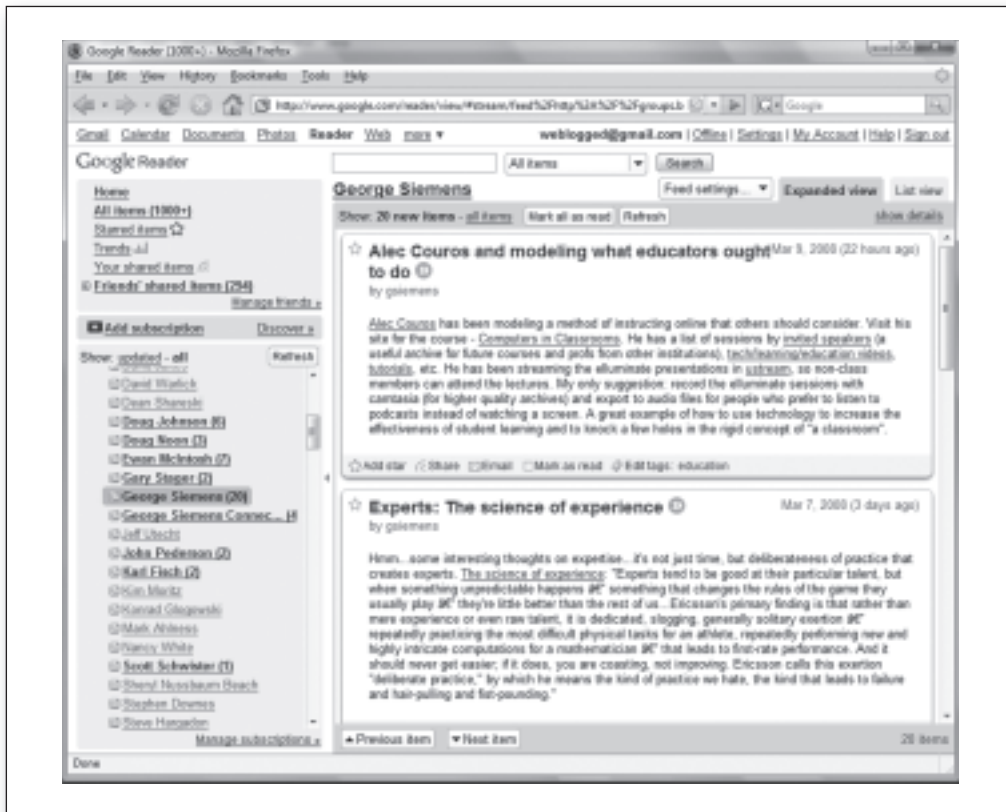 Google Reader (1000+) - Mozilla Firefox
File Edit View History Bookmarks Tools Help
Google
Gmail Calendar Documents Photos Reader Web more ▼
weblogged@gmail.com | Offline | Settings | My Account | Help | Sign out
Google Reader
All items
Search
Home
All items (1000+)
Starred items
Trends
Your shared items
Friends' shared items (254)
Manage friends »
Add subscription Discover »
Show: updated - all Refresh
David Warlick
Dean Shareski
Doug Johnson (6)
Doug Noon (3)
Ewan McIntosh (7)
Gary Stager (2)
George Siemens (20)
George Siemens Connec... (4
Jeff Utecht
John Pederson (2)
Karl Fisch (2)
Kim Moritz
Konrad Glogowski
Mark Ahlness
Nancy White
Scott Schwister (1)
Sheryl Nussbaum Beach
Stephen Downes
Steve Hargadon
Manage subscriptions »
George Siemens
Feed settings... ▼ Expanded view List view
Show: 20 new items - all items Mark all as read Refresh show details
Alec Couros and modeling what educators ought
to do
Mar 9, 2008 (22 hours ago)
by gsiemens
Alec Couros has been modeling a method of instructing online that others should consider. Visit his
site for the course - Computers in Classrooms. He has a list of sessions by invited speakers (a
useful archive for future courses and profs from other institutions), tech/learning/education videos,
tutorials, etc. He has been streaming the elluminate presentations in ustream, so non-class
members can attend the lectures. My only suggestion: record the elluminate sessions with
camtasia (for higher quality archives) and export to audio files for people who prefer to listen to
podcasts instead of watching a screen. A great example of how to use technology to increase the
effectiveness of student learning and to knock a few holes in the rigid concept of "a classroom".
Add star Share Email Mark as read Edit tags: education
Experts: The science of experience
Mar 7, 2008 (3 days ago)
by gsiemens
Hmm...some interesting thoughts on expertise...it's not just time, but deliberateness of practice that
creates experts. The science of experience: "Experts tend to be good at their particular talent, but
when something unpredictable happens â€" something that changes the rules of the game they
usually play â€" they're little better than the rest of us...Ericsson's primary finding is that rather than
mere experience or even raw talent, it is dedicated, slogging, generally solitary exertion â€"
repeatedly practicing the most difficult physical tasks for an athlete, repeatedly performing new and
highly intricate computations for a mathematician â€" that leads to first-rate performance. And it
should never get easier; if it does, you are coasting, not improving. Ericsson calls this exertion
"deliberate practice," by which he means the kind of practice we hate, the kind that leads to failure
and hair-pulling and fist-pounding."
Previous item Next item 20 items
Done